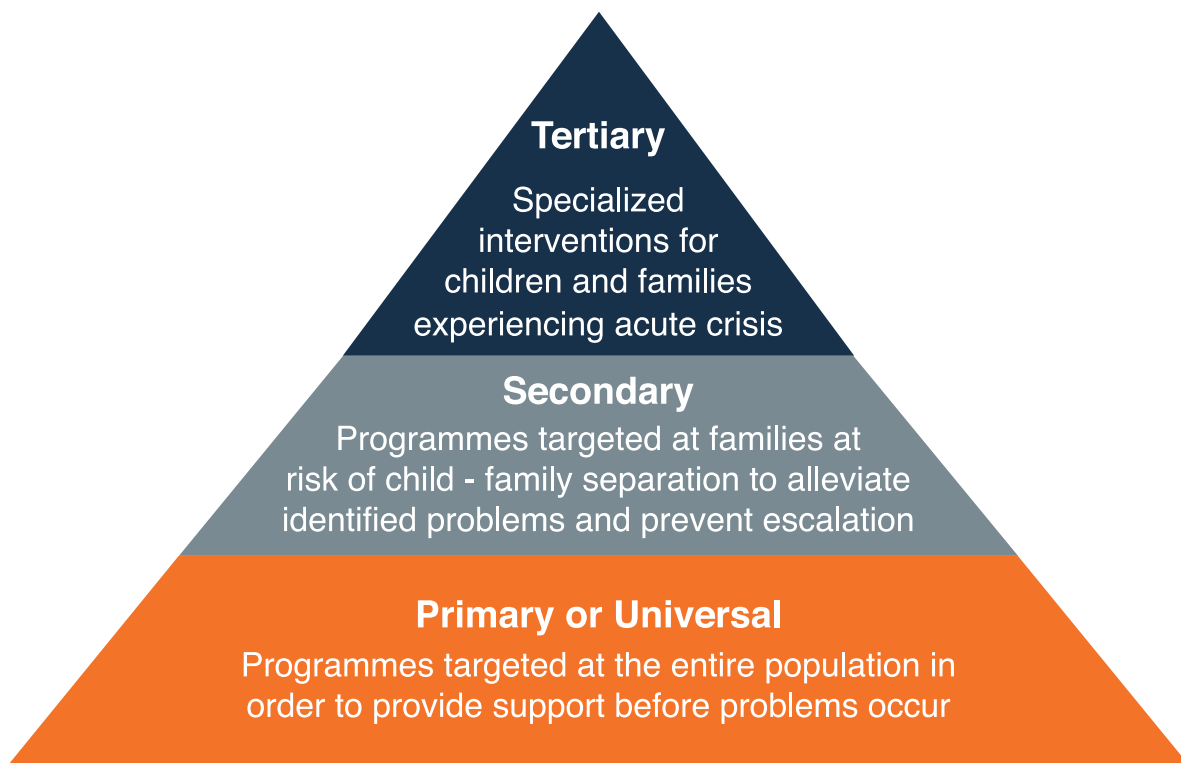 Tertiary
Specialized
interventions for
children and families
experiencing acute crisis
Secondary
Programmes targeted at families at
risk of child - family separation to alleviate
identified problems and prevent escalation
Primary or Universal
Programmes targeted at the entire population in
order to provide support before problems occur